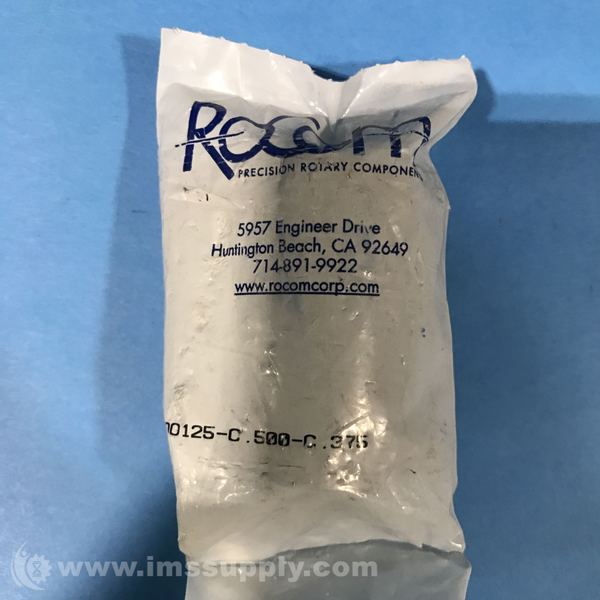 Rocom
PRECISION ROTARY COMPONEN
5957 Engineer Drive
Huntington Beach, CA 92649
714-891-9922
www.rocomcorp.com
00125-C.500-C.375
www.imssupply.com